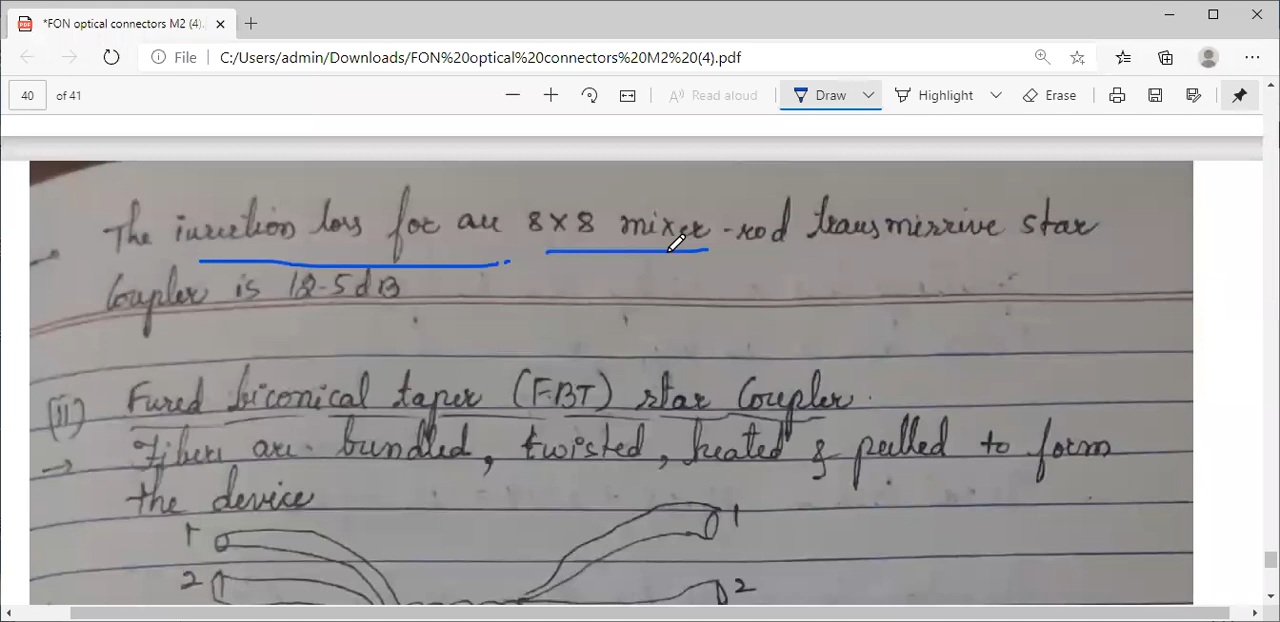 *FON optical connectors M2 (4).
File C:/Users/admin/Downloads/FON%20optical%20connectors%20M2%20(4).pdf
40 of 41 Read aloud Draw Highlight Erase
The insertion loss for an 8×8 mixer-rod transmissive star
Coupler is 12.5 dB
(ii) Fused biconical taper (FBT) star Coupler.
→ Fibers are bundled, twisted, heated & pulled to form
the device
1 1
2 2